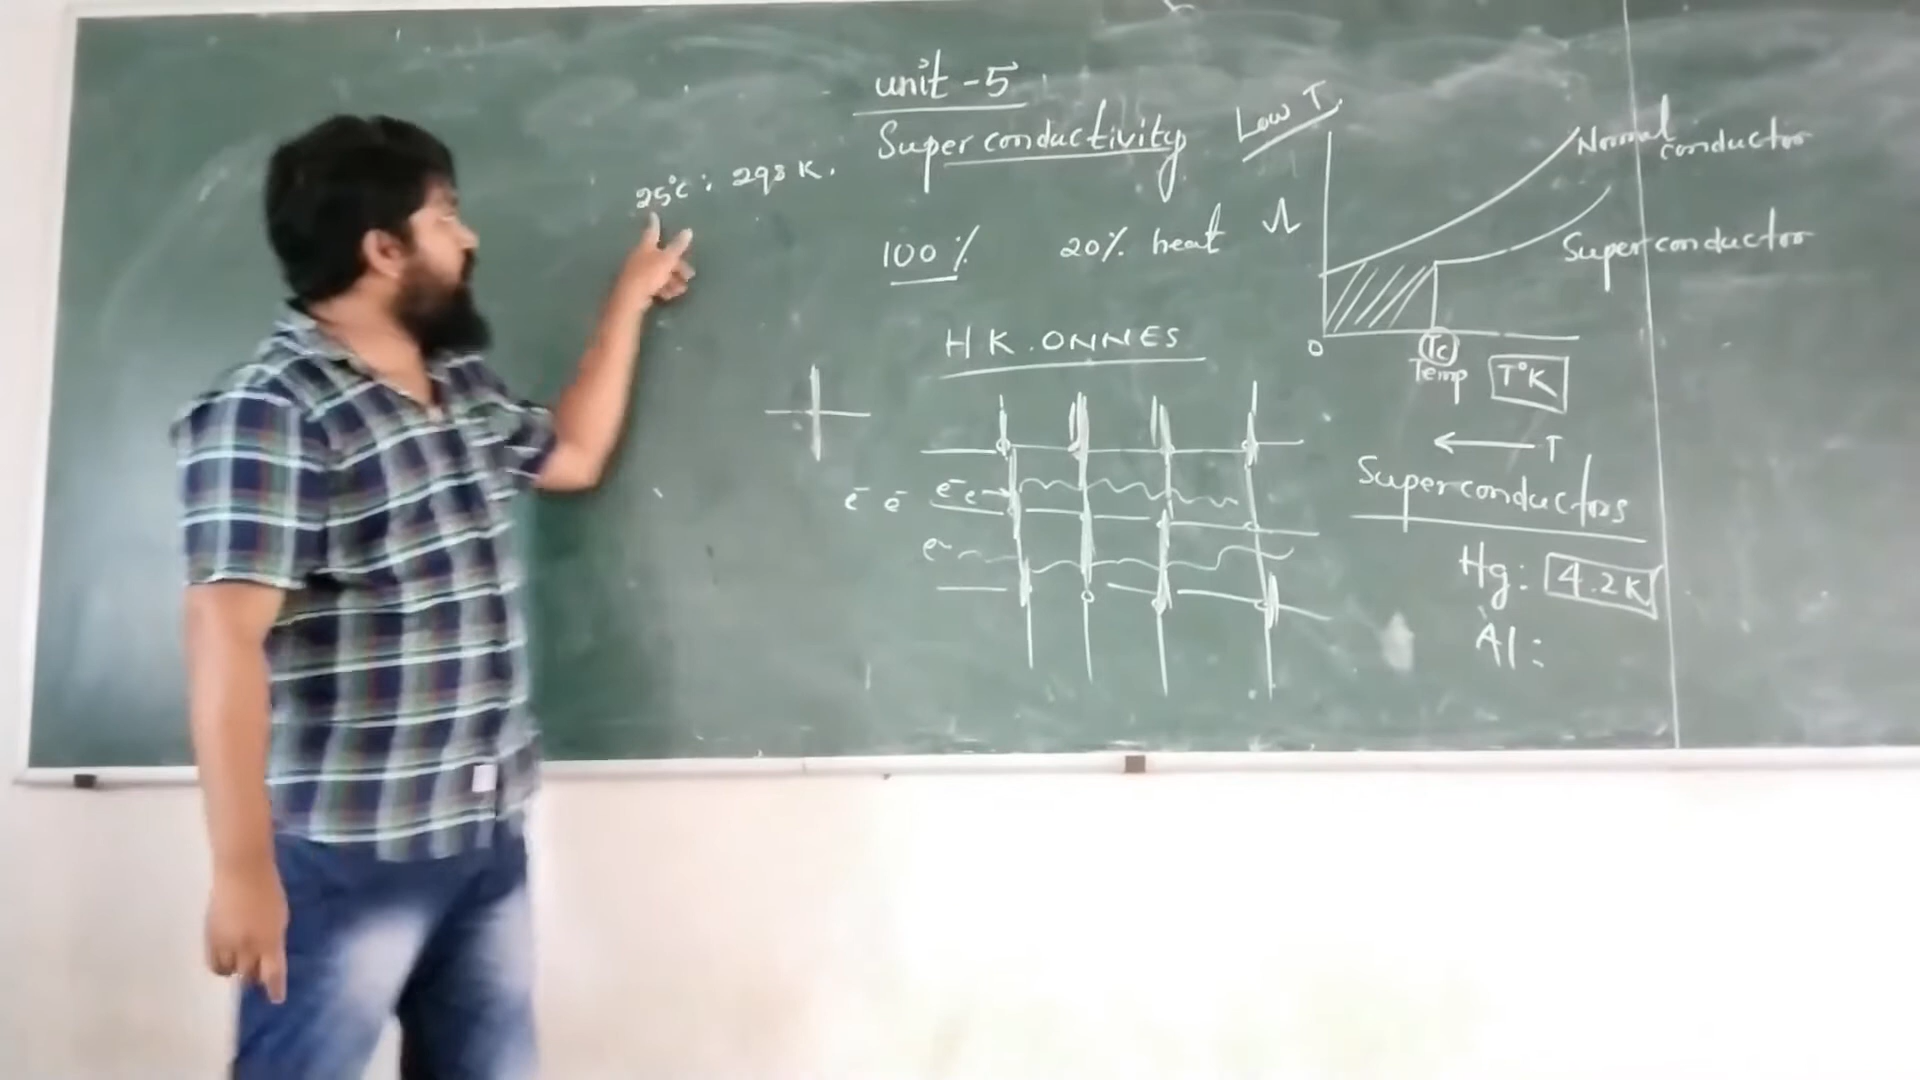 unit - 5
Superconductivity
25°C : 298 K.
100 %
20% heat
H K. ONNES
e⁻ e⁻ e⁻ e⁻
e⁻
Low T.
Normal conductor
Superconductor
Ω
0
Tc
Temp
T°K
← T
Superconductors
Hg: 4.2K
Al: